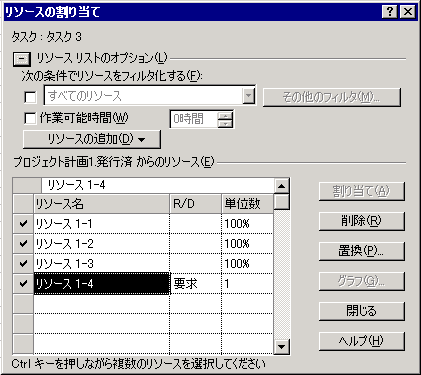 リソースの割り当て
タスク: タスク 3
リソース リストのオプション(L)
次の条件でリソースをフィルタ化する(F):
すべてのリソース
その他のフィルタ(M)...
作業可能時間(W)
0時間
リソースの追加(D)
プロジェクト計画1.発行済 からのリソース(E)
リソース 1-4
リソース名 R/D 単位数
リソース 1-1 100%
リソース 1-2 100%
リソース 1-3 100%
リソース 1-4 要求 1
割り当て(A)
削除(R)
置換(P)...
グラフ(G)...
閉じる
ヘルプ(H)
Ctrl キーを押しながら複数のリソースを選択してください